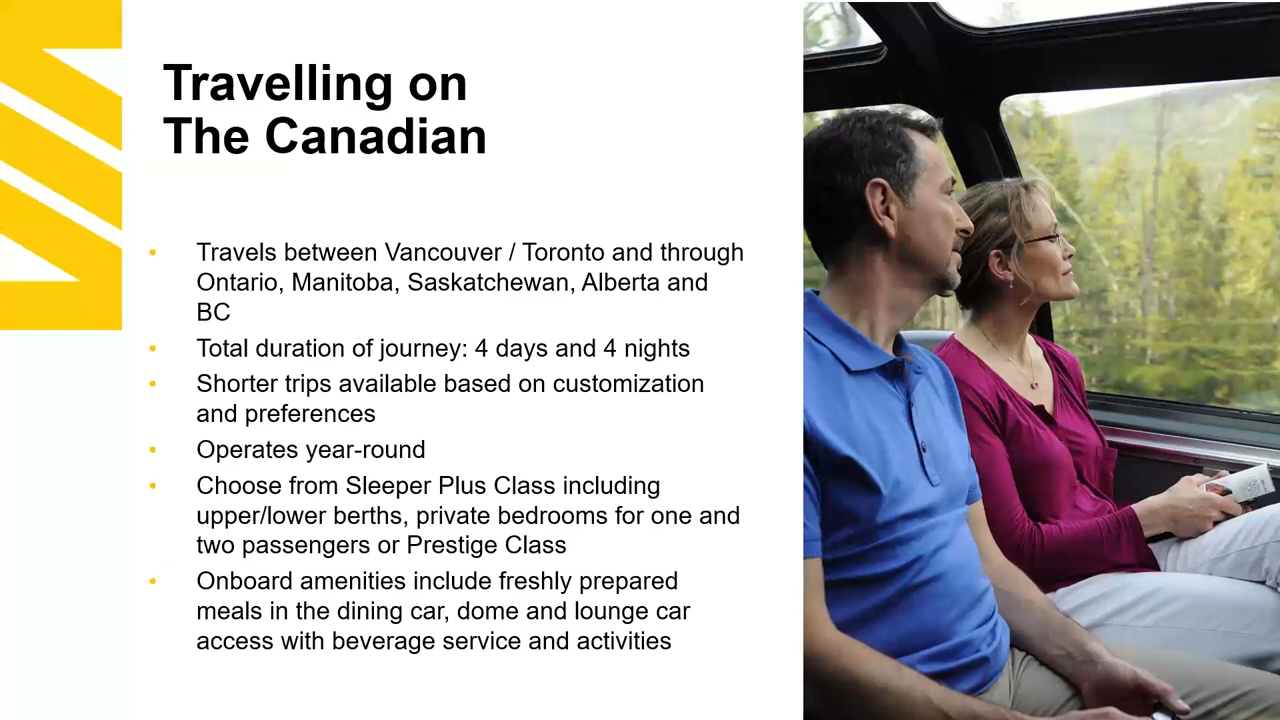 Travelling on
The Canadian
• Travels between Vancouver / Toronto and through
Ontario, Manitoba, Saskatchewan, Alberta and
BC
• Total duration of journey: 4 days and 4 nights
• Shorter trips available based on customization
and preferences
• Operates year-round
• Choose from Sleeper Plus Class including
upper/lower berths, private bedrooms for one and
two passengers or Prestige Class
• Onboard amenities include freshly prepared
meals in the dining car, dome and lounge car
access with beverage service and activities